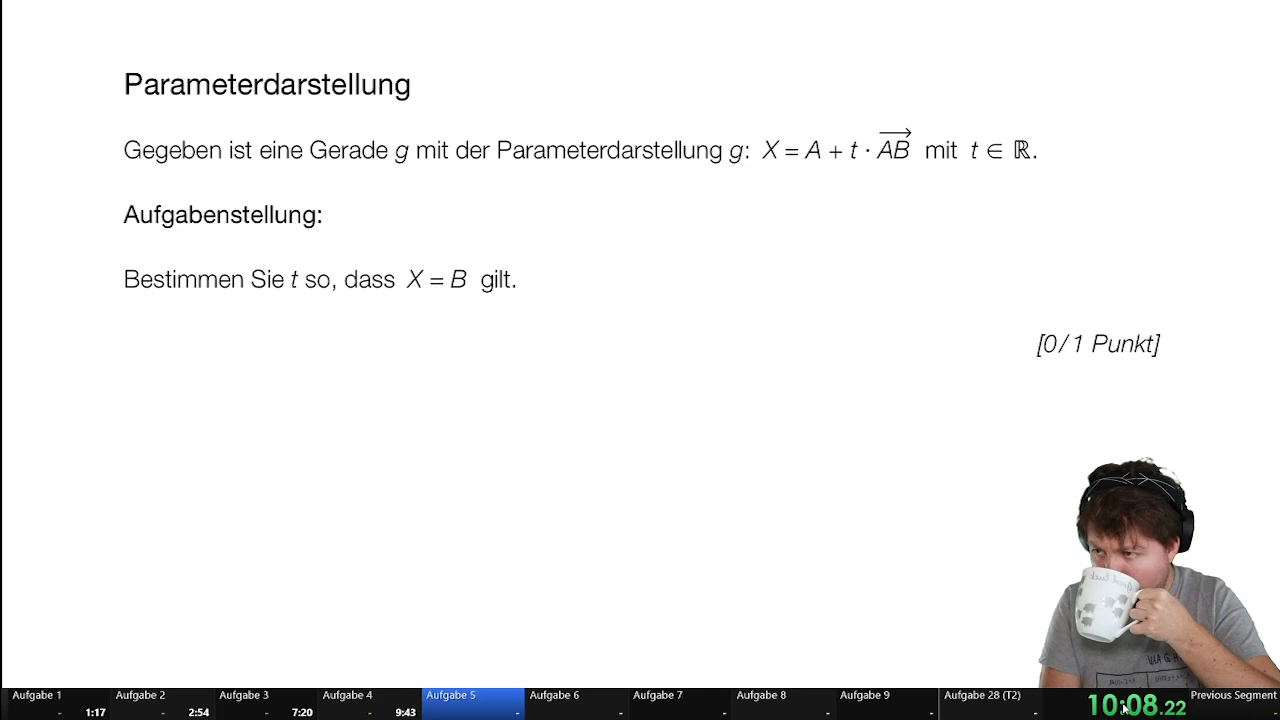 Parameterdarstellung
Gegeben ist eine Gerade g mit der Parameterdarstellung g: X = A + t · \overrightarrow{AB} mit t ∈ ℝ.
Aufgabenstellung:
Bestimmen Sie t so, dass X = B gilt.
[0/1 Punkt]
Aufgabe 1 Aufgabe 2 Aufgabe 3 Aufgabe 4 Aufgabe 5 Aufgabe 6 Aufgabe 7 Aufgabe 8 Aufgabe 9 Aufgabe 28 (T2) 10:08.22 Previous Segment
- 1:17 - 2:54 - 7:20 - 9:43 - - - - - - -